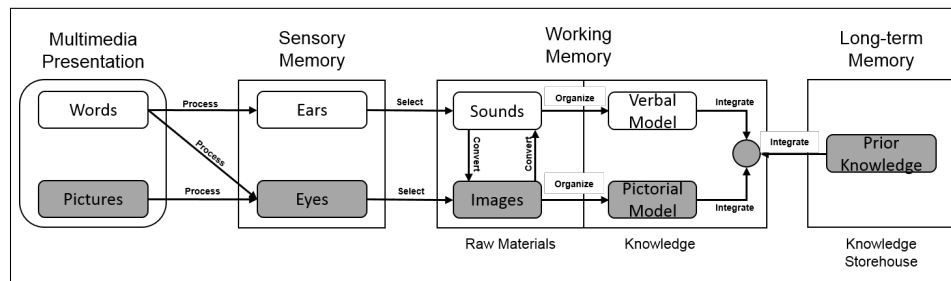 Multimedia
Presentation
Sensory
Memory
Working
Memory
Long-term
Memory
Words
Process
Ears
Select
Sounds
Organize
Verbal
Model
Integrate
Process
Convert
Convert
Integrate
Prior
Knowledge
Pictures
Process
Eyes
Select
Images
Organize
Pictorial
Model
Integrate
Raw Materials
Knowledge
Knowledge
Storehouse